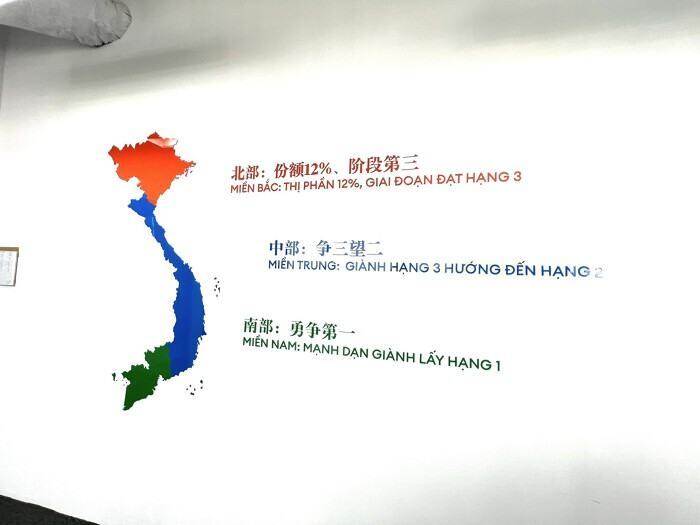 北部：份额12%、阶段第三
MIỀN BẮC: THỊ PHẦN 12%, GIAI ĐOẠN ĐẠT HẠNG 3
中部：争三望二
MIỀN TRUNG: GIÀNH HẠNG 3 HƯỚNG ĐẾN HẠNG 2
南部：勇争第一
MIỀN NAM: MẠNH DẠN GIÀNH LẤY HẠNG 1